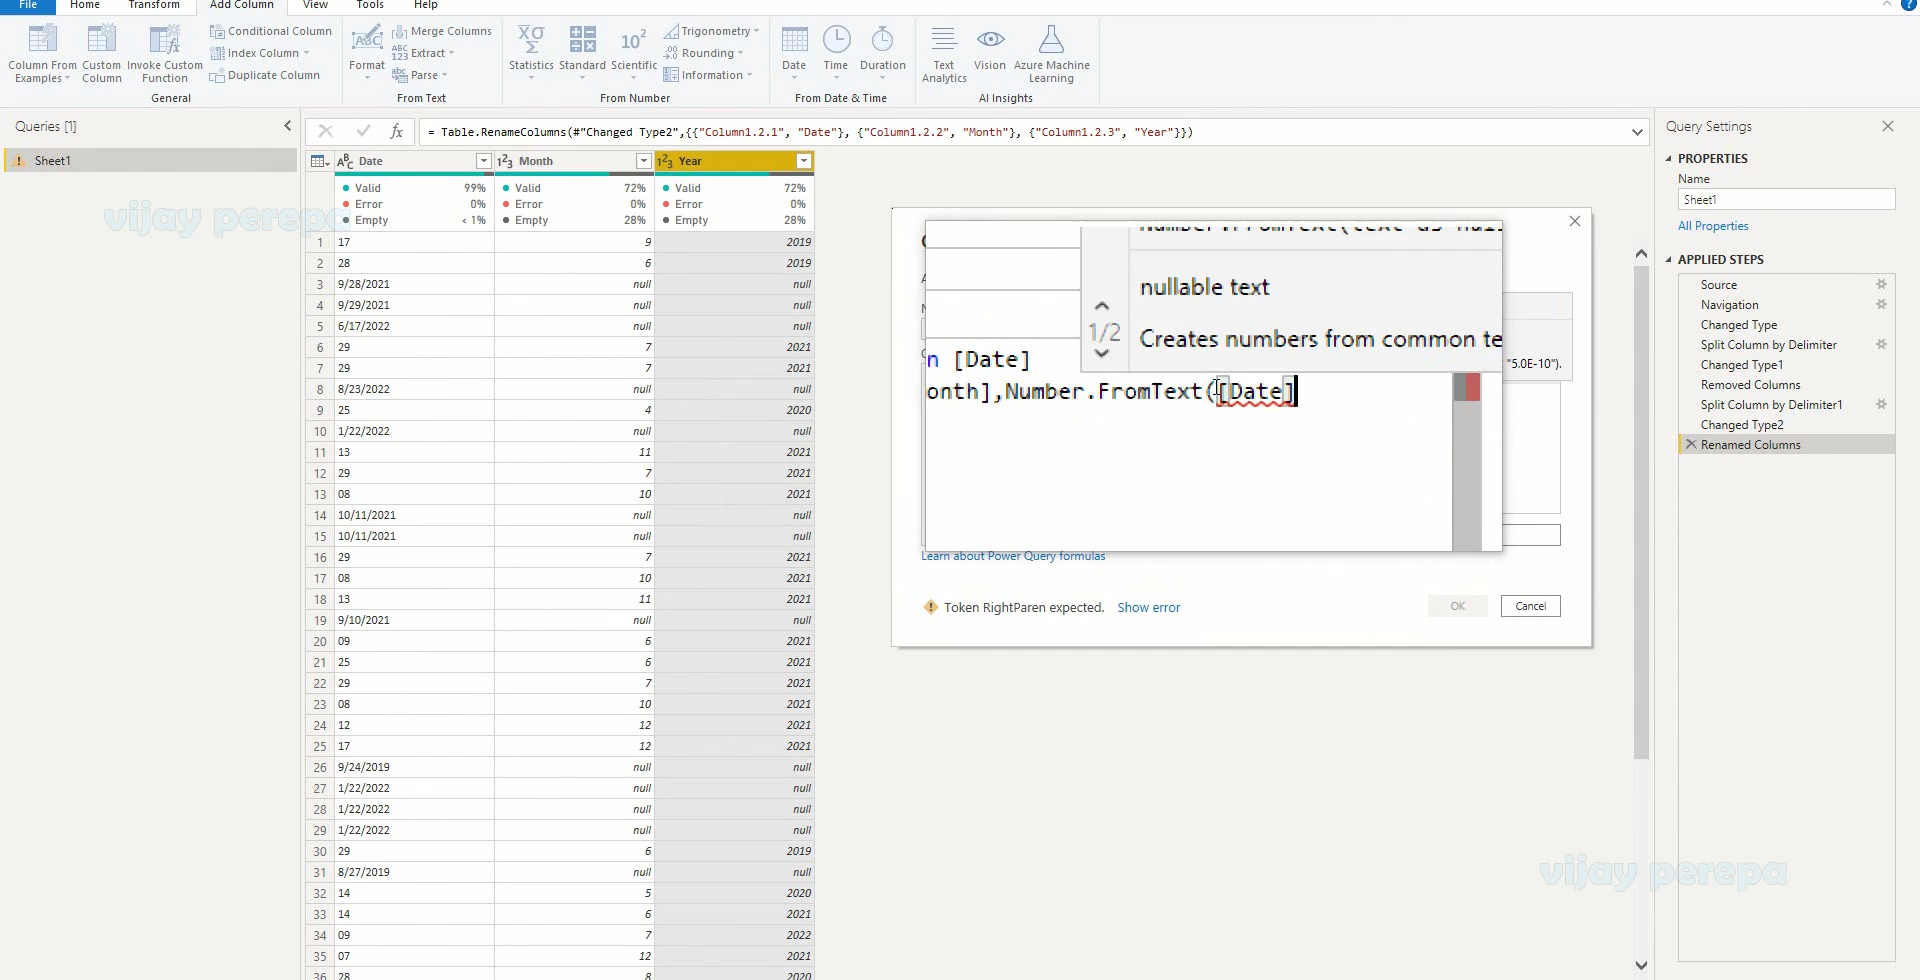 File Home Transform Add Column View Tools Help
Column From Examples
Custom Column
Invoke Custom Function
Conditional Column
Index Column
Duplicate Column
General
Format
Merge Columns
Extract
Parse
From Text
Statistics
Standard
Scientific
Trigonometry
Rounding
Information
From Number
Date
Time
Duration
From Date & Time
Text Analytics
Vision
Azure Machine Learning
AI Insights
Queries [1]
Sheet1
= Table.RenameColumns(#"Changed Type2",{{"Column1.2.1", "Date"}, {"Column1.2.2", "Month"}, {"Column1.2.3", "Year"}})
Date Month Year
Valid 99% Valid 72% Valid 72%
Error 0% Error 0% Error 0%
Empty < 1% Empty 28% Empty 28%
1 17 9 2019
2 28 6 2019
3 9/28/2021 null null
4 9/29/2021 null null
5 6/17/2022 null null
6 29 7 2021
7 29 7 2021
8 8/23/2022 null null
9 25 4 2020
10 1/22/2022 null null
11 13 11 2021
12 29 7 2021
13 08 10 2021
14 10/11/2021 null null
15 10/11/2021 null null
16 29 7 2021
17 08 10 2021
18 13 11 2021
19 9/10/2021 null null
20 09 6 2021
21 25 6 2021
22 29 7 2021
23 08 10 2021
24 12 12 2021
25 17 12 2021
26 9/24/2019 null null
27 1/22/2022 null null
28 1/22/2022 null null
29 1/22/2022 null null
30 29 6 2019
31 8/27/2019 null null
32 14 5 2020
33 14 6 2021
34 09 7 2022
35 07 12 2021
36 28 8 2020
vijay perepa
nullable text
1/2
Creates numbers from common te
"5.0E-10").
n [Date]
onth],Number.FromText([Date]
Learn about Power Query formulas
Token RightParen expected. Show error
OK Cancel
Query Settings
PROPERTIES
Name
Sheet1
All Properties
APPLIED STEPS
Source
Navigation
Changed Type
Split Column by Delimiter
Changed Type1
Removed Columns
Split Column by Delimiter1
Changed Type2
Renamed Columns
vijay perepa